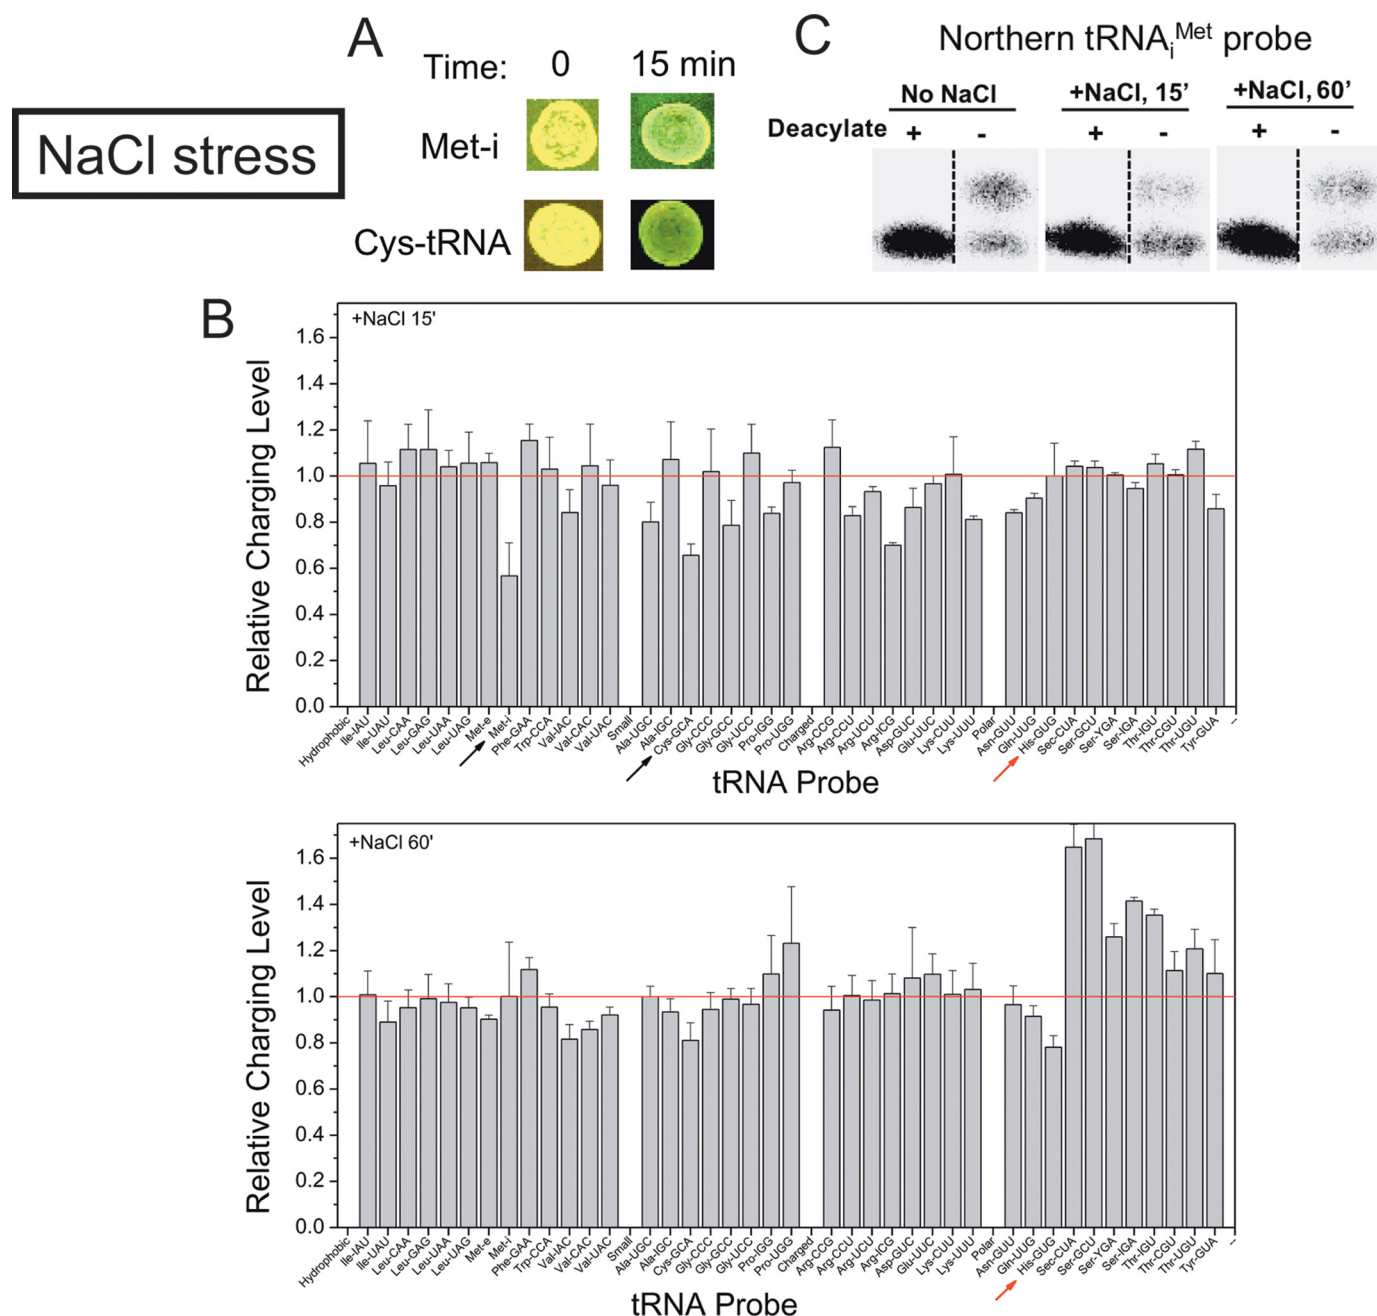 NaCl stress
A
Time: 0 15 min
Met-i
Cys-tRNA
C
Northern tRNAiMet probe
No NaCl +NaCl, 15’ +NaCl, 60’
Deacylate + - + - + -
B
+NaCl 15'
Relative Charging Level
1.6
1.4
1.2
1.0
0.8
0.6
0.4
0.2
0.0
Hydrophobic
Ile-IAU
Ile-UAU
Leu-CAA
Leu-GAG
Leu-UAA
Leu-UAG
Met-e
Met-i
Phe-GAA
Trp-CCA
Val-IAC
Val-CAC
Val-UAC
Small
Ala-UGC
Ala-IGC
Cys-GCA
Gly-CCC
Gly-GCC
Gly-UCC
Pro-IGG
Pro-UGG
Charged
Arg-CCG
Arg-CCU
Arg-UCU
Arg-ICG
Asp-GUC
Glu-UUC
Lys-CUU
Lys-UUU
Polar
Asn-GUU
Gln-UUG
His-GUG
Sec-CUA
Ser-GCU
Ser-YGA
Ser-IGA
Thr-IGU
Thr-CGU
Thr-UGU
Tyr-GUA
--
tRNA Probe
+NaCl 60'
Relative Charging Level
1.6
1.4
1.2
1.0
0.8
0.6
0.4
0.2
0.0
Hydrophobic
Ile-IAU
Ile-UAU
Leu-CAA
Leu-GAG
Leu-UAA
Leu-UAG
Met-e
Met-i
Phe-GAA
Trp-CCA
Val-IAC
Val-CAC
Val-UAC
Small
Ala-UGC
Ala-IGC
Cys-GCA
Gly-CCC
Gly-GCC
Gly-UCC
Pro-IGG
Pro-UGG
Charged
Arg-CCG
Arg-CCU
Arg-UCU
Arg-ICG
Asp-GUC
Glu-UUC
Lys-CUU
Lys-UUU
Polar
Asn-GUU
Gln-UUG
His-GUG
Sec-CUA
Ser-GCU
Ser-YGA
Ser-IGA
Thr-IGU
Thr-CGU
Thr-UGU
Tyr-GUA
--
tRNA Probe